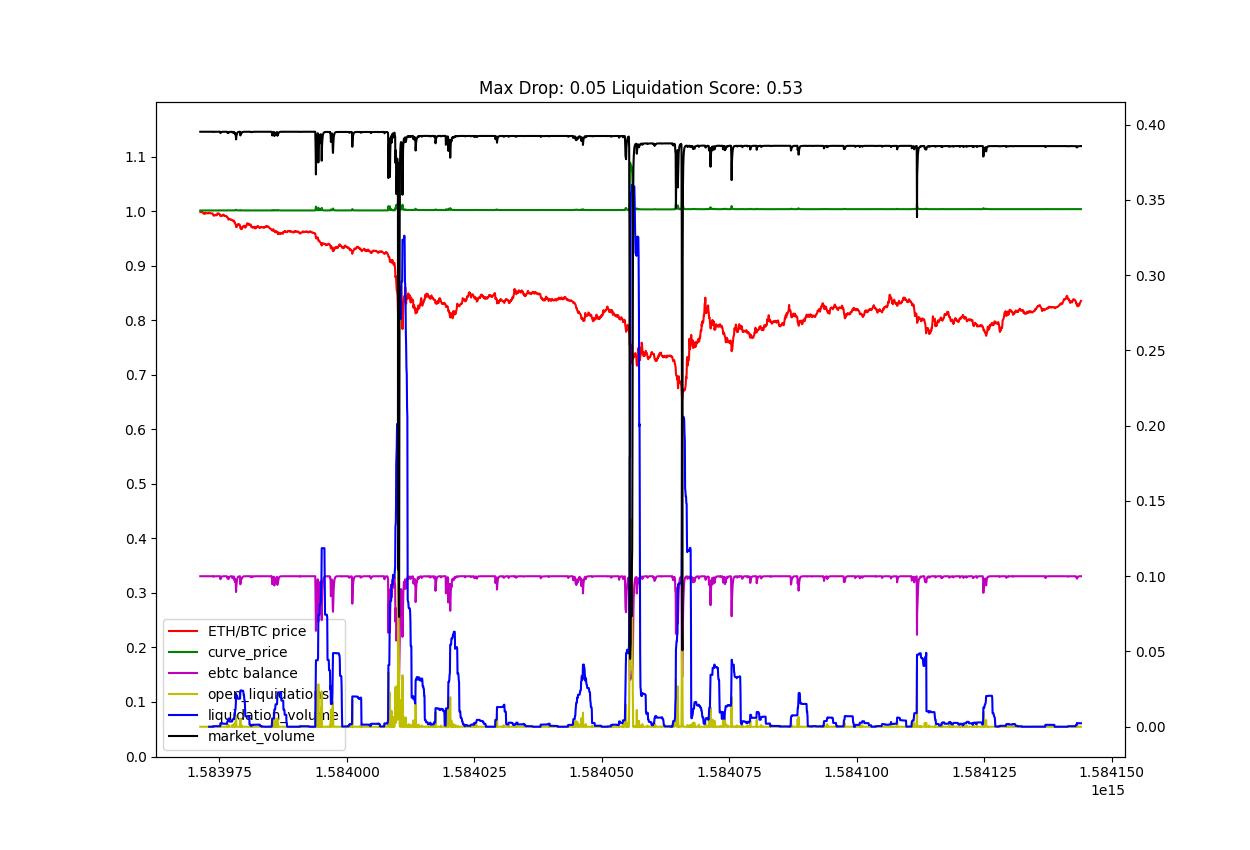 Max Drop: 0.05 Liquidation Score: 0.53
1.1
1.0
0.9
0.8
0.7
0.6
0.5
0.4
0.3
0.2
0.1
0.0
0.40
0.35
0.30
0.25
0.20
0.15
0.10
0.05
0.00
ETH/BTC price
curve_price
ebtc balance
open_liquidations
liquidation_volume
market_volume
1.583975 1.584000 1.584025 1.584050 1.584075 1.584100 1.584125 1.584150
1e15